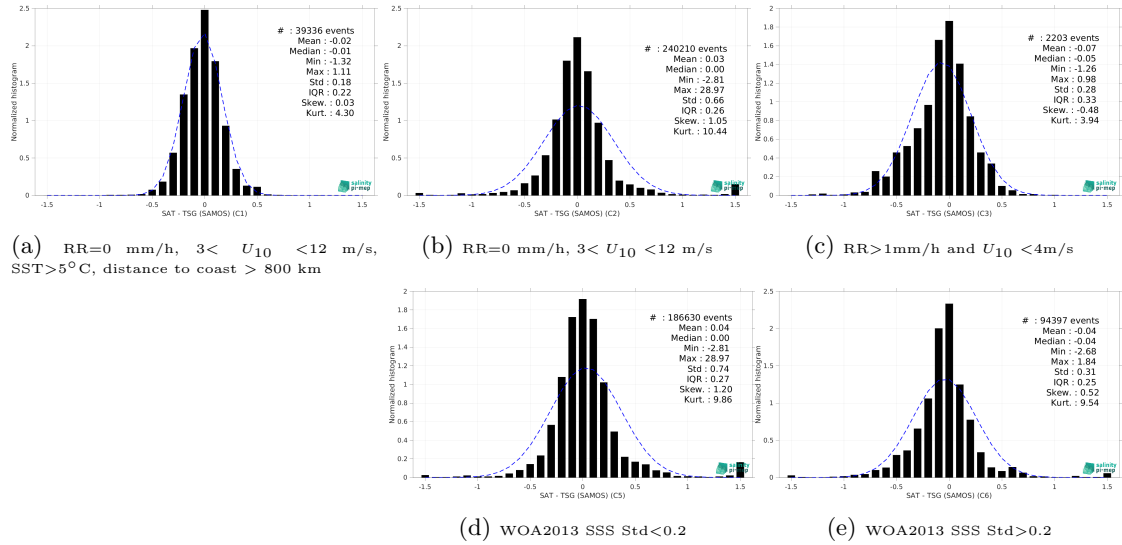 2.5
2
1.5
1
0.5
0
-1.5 -1 -0.5 0 0.5 1 1.5
Normalized histogram
SAT - TSG (SAMOS) (C1)
# : 39336 events
Mean : -0.02
Median : -0.01
Min : -1.32
Max : 1.11
Std : 0.18
IQR : 0.22
Skew. : 0.03
Kurt. : 4.30
salinity
pi-mep
(a) RR=0 mm/h, 3< U10 <12 m/s,
SST>5°C, distance to coast > 800 km
2.5
2
1.5
1
0.5
0
-1.5 -1 -0.5 0 0.5 1 1.5
Normalized histogram
SAT - TSG (SAMOS) (C2)
# : 240210 events
Mean : 0.03
Median : 0.00
Min : -2.81
Max : 28.97
Std : 0.66
IQR : 0.26
Skew. : 1.05
Kurt. : 10.44
salinity
pi-mep
(b) RR=0 mm/h, 3< U10 <12 m/s
2
1.8
1.6
1.4
1.2
1
0.8
0.6
0.4
0.2
0
-1.5 -1 -0.5 0 0.5 1 1.5
Normalized histogram
SAT - TSG (SAMOS) (C3)
# : 2203 events
Mean : -0.07
Median : -0.05
Min : -1.26
Max : 0.98
Std : 0.28
IQR : 0.33
Skew. : -0.48
Kurt. : 3.94
salinity
pi-mep
(c) RR>1mm/h and U10 <4m/s
2
1.8
1.6
1.4
1.2
1
0.8
0.6
0.4
0.2
0
-1.5 -1 -0.5 0 0.5 1 1.5
Normalized histogram
SAT - TSG (SAMOS) (C5)
# : 186630 events
Mean : 0.04
Median : 0.00
Min : -2.81
Max : 28.97
Std : 0.74
IQR : 0.27
Skew. : 1.20
Kurt. : 9.86
salinity
pi-mep
(d) WOA2013 SSS Std<0.2
2.5
2
1.5
1
0.5
0
-1.5 -1 -0.5 0 0.5 1 1.5
Normalized histogram
SAT - TSG (SAMOS) (C6)
# : 94397 events
Mean : -0.04
Median : -0.04
Min : -2.68
Max : 1.84
Std : 0.31
IQR : 0.25
Skew. : 0.52
Kurt. : 9.54
salinity
pi-mep
(e) WOA2013 SSS Std>0.2